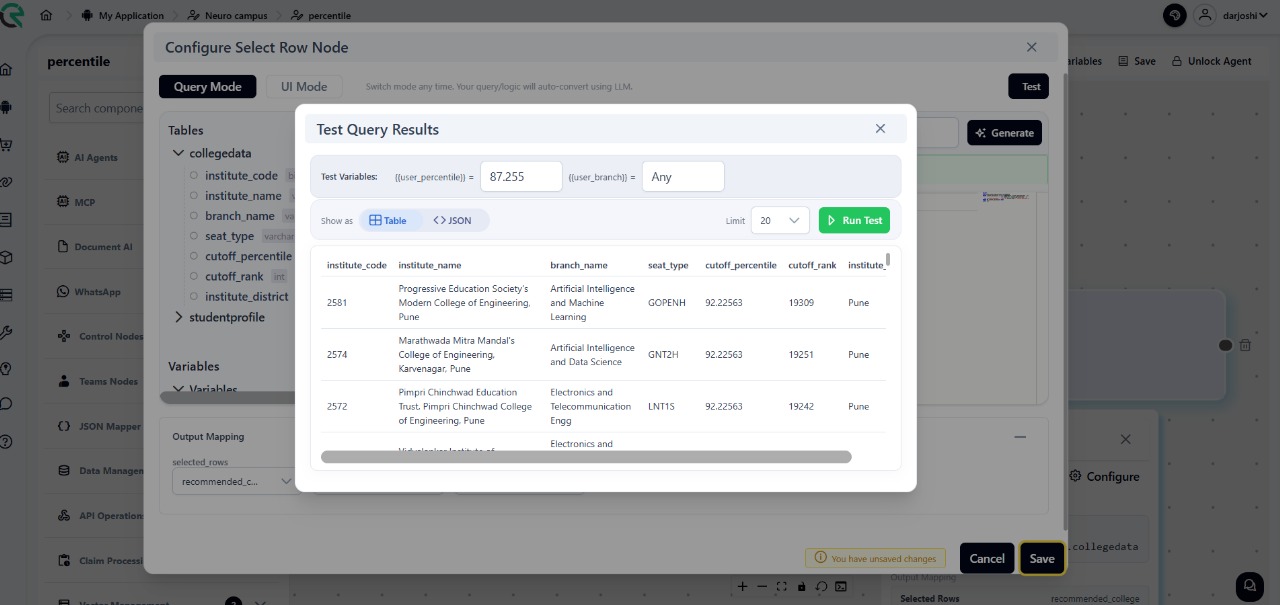 My Application
Neuro campus
percentile
darjoshi
percentile
Search compone
AI Agents
MCP
Document AI
WhatsApp
Control Nodes
Teams Nodes
JSON Mapper
Data Managem
API Operation
Claim Processi
Configure Select Row Node
Query Mode
UI Mode
Switch mode any time. Your query/logic will auto-convert using LLM.
Test
ariables
Save
Unlock Agent
Generate
Tables
collegedata
institute_code
institute_name
branch_name va
seat_type varchar
cutoff_percentile
cutoff_rank int
institute_district
studentprofile
Variables
Variables
Test Query Results
Test Variables: {{user_percentile}} = 87.255 {{user_branch}} = Any
Show as Table JSON Limit 20 Run Test
institute_code institute_name branch_name seat_type cutoff_percentile cutoff_rank institute_
2581 Progressive Education Society's Modern College of Engineering, Pune Artificial Intelligence and Machine Learning GOPENH 92.22563 19309 Pune
2574 Marathwada Mitra Mandal's College of Engineering, Karvenagar, Pune Artificial Intelligence and Data Science GNT2H 92.22563 19251 Pune
2572 Pimpri Chinchwad Education Trust, Pimpri Chinchwad College of Engineering, Pune Electronics and Telecommunication Engg LNT1S 92.22563 19242 Pune
Electronics and
Output Mapping
selected_rows
recommended_c...
You have unsaved changes
Cancel
Save
Configure
.collegedata
Output Mapping
Selected Rows recommended_college